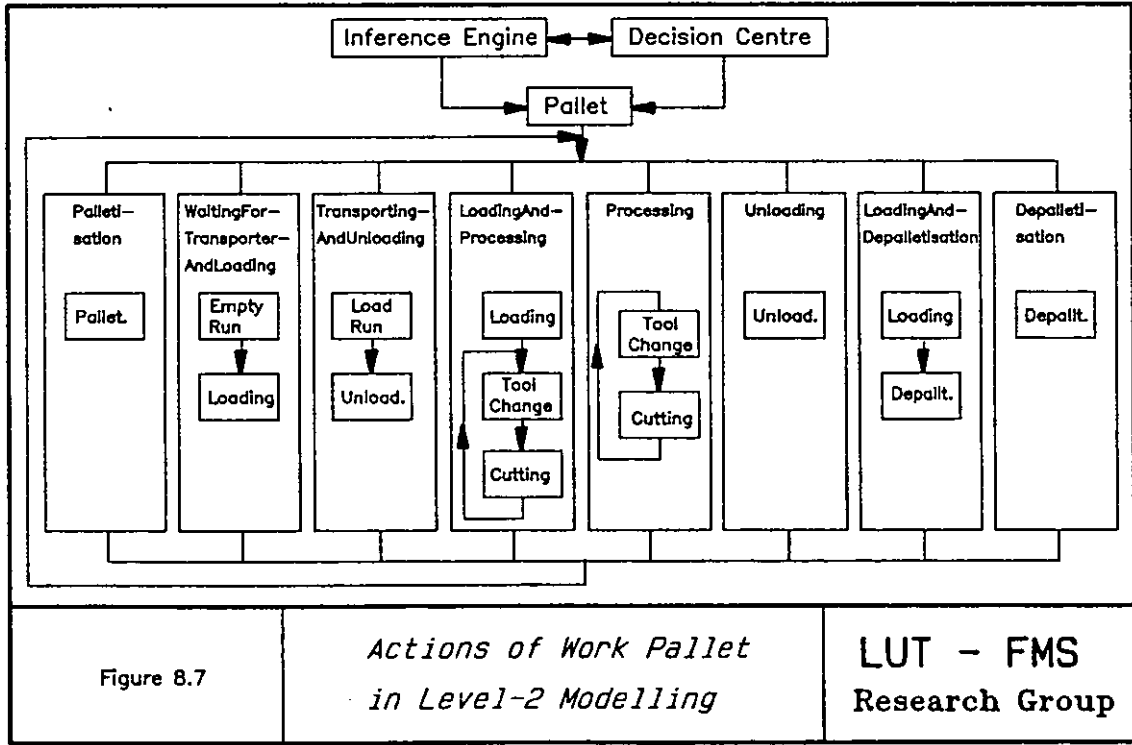 Inference Engine
Decision Centre
Pallet
Palleti-
sation
Pallet.
WaitingFor-
Transporter-
AndLoading
Empty
Run
Loading
Transporting-
AndUnloading
Load
Run
Unload.
LoadingAnd-
Processing
Loading
Tool
Change
Cutting
Processing
Tool
Change
Cutting
Unloading
Unload.
LoadingAnd-
Depalletisation
Loading
Depallt.
Depalleti-
sation
Depallt.
Figure 8.7
Actions of Work Pallet
in Level-2 Modelling
LUT - FMS
Research Group